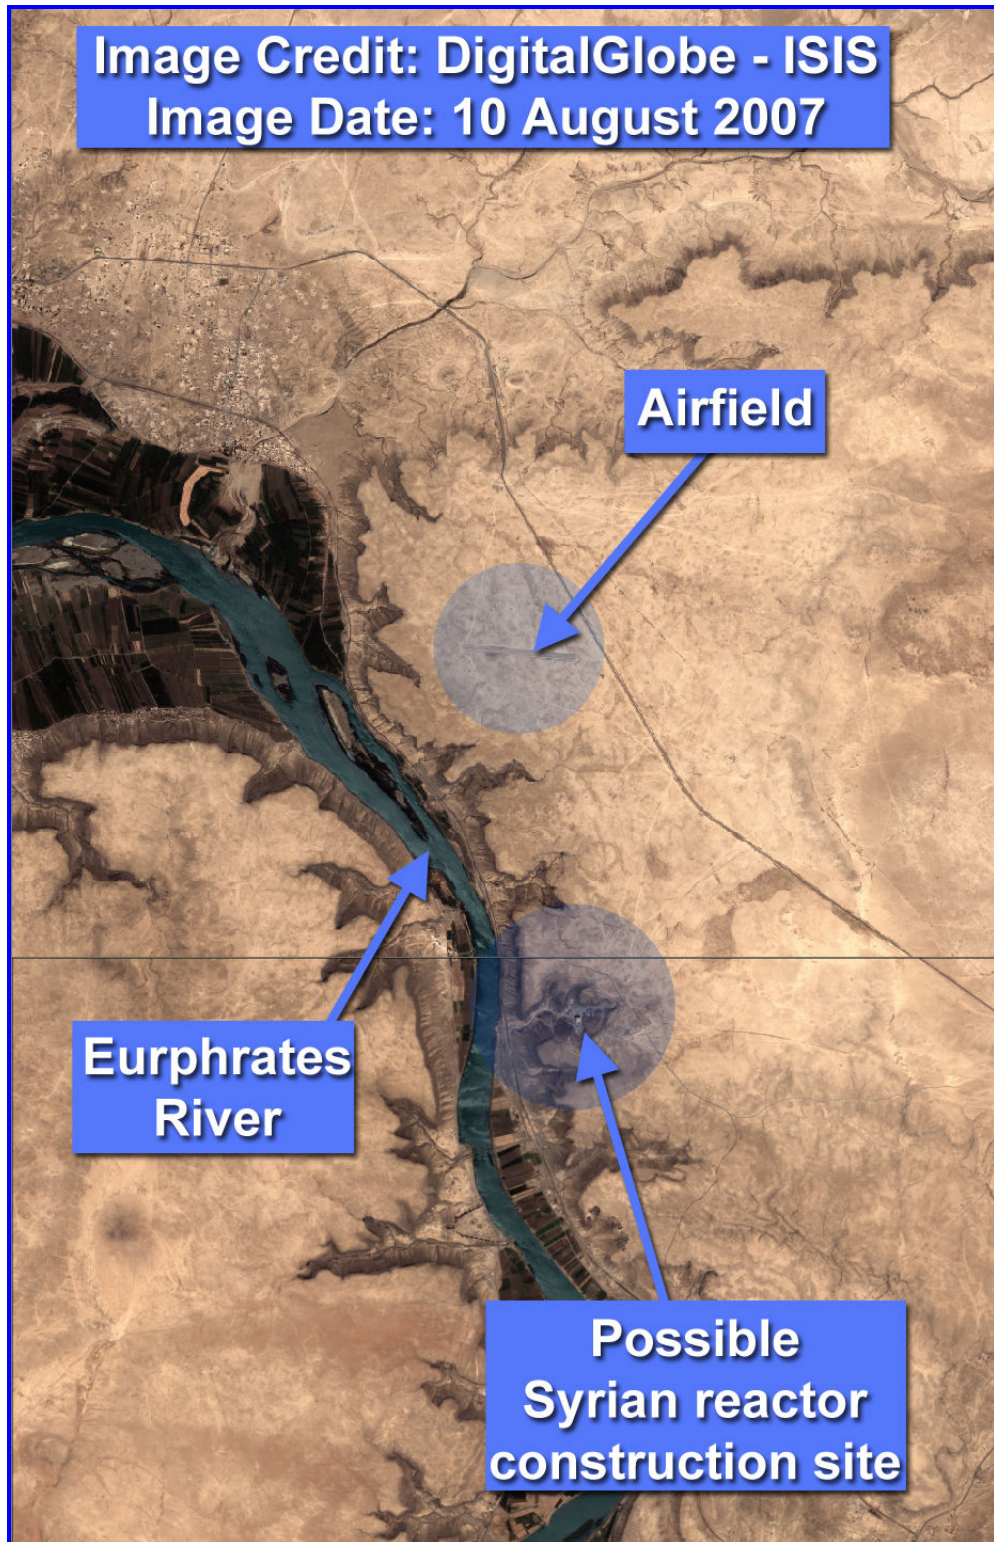 Image Credit: DigitalGlobe - ISIS
Image Date: 10 August 2007
Airfield
Eurphrates
River
Possible
Syrian reactor
construction site